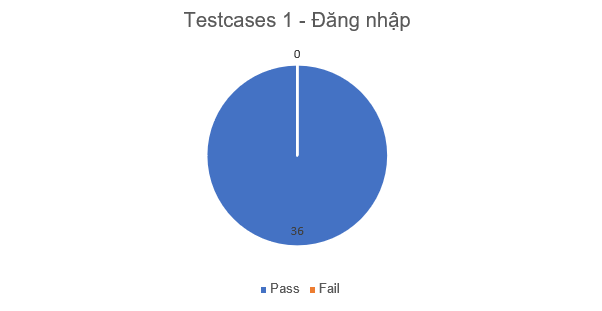 Testcases 1 - Đăng nhập
0
36
Pass Fail